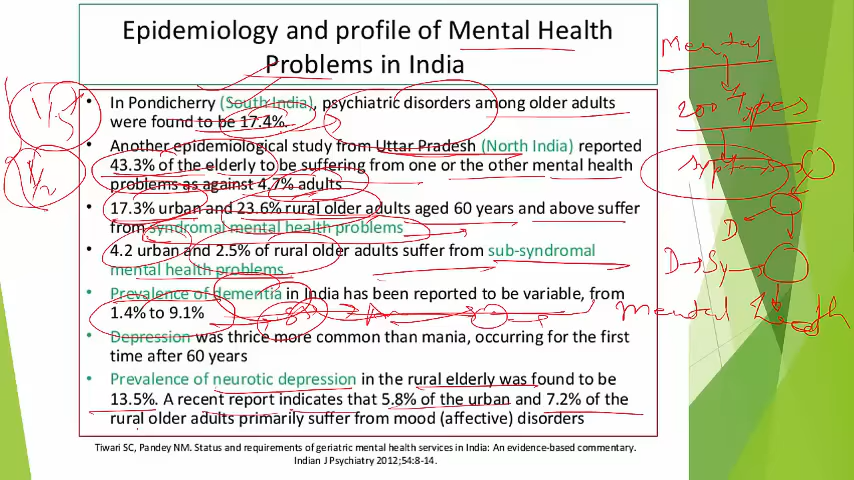 Epidemiology and profile of Mental Health
Problems in India
• In Pondicherry (South India), psychiatric disorders among older adults
were found to be 17.4%.
• Another epidemiological study from Uttar Pradesh (North India) reported
43.3% of the elderly to be suffering from one or the other mental health
problems as against 4.7% adults
• 17.3% urban and 23.6% rural older adults aged 60 years and above suffer
from syndromal mental health problems
• 4.2 urban and 2.5% of rural older adults suffer from sub-syndromal
mental health problems
• Prevalence of dementia in India has been reported to be variable, from
1.4% to 9.1%
• Depression was thrice more common than mania, occurring for the first
time after 60 years
• Prevalence of neurotic depression in the rural elderly was found to be
13.5%. A recent report indicates that 5.8% of the urban and 7.2% of the
rural older adults primarily suffer from mood (affective) disorders
Tiwari SC, Pandey NM. Status and requirements of geriatric mental health services in India: An evidence-based commentary.
Indian J Psychiatry 2012;54:8-14.
Mental
200 Types
D
D → Sy
Mental